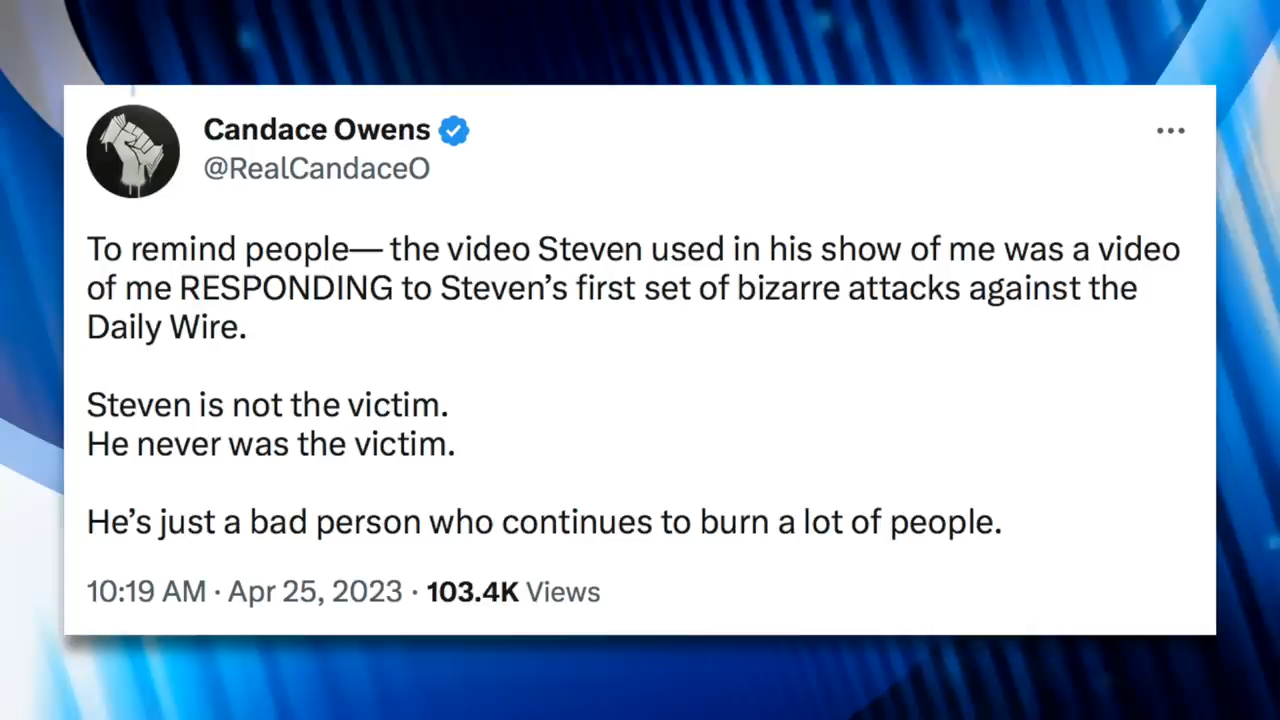 Candace Owens
@RealCandaceO
To remind people— the video Steven used in his show of me was a video
of me RESPONDING to Steven’s first set of bizarre attacks against the
Daily Wire.
Steven is not the victim.
He never was the victim.
He’s just a bad person who continues to burn a lot of people.
10:19 AM · Apr 25, 2023 · 103.4K Views